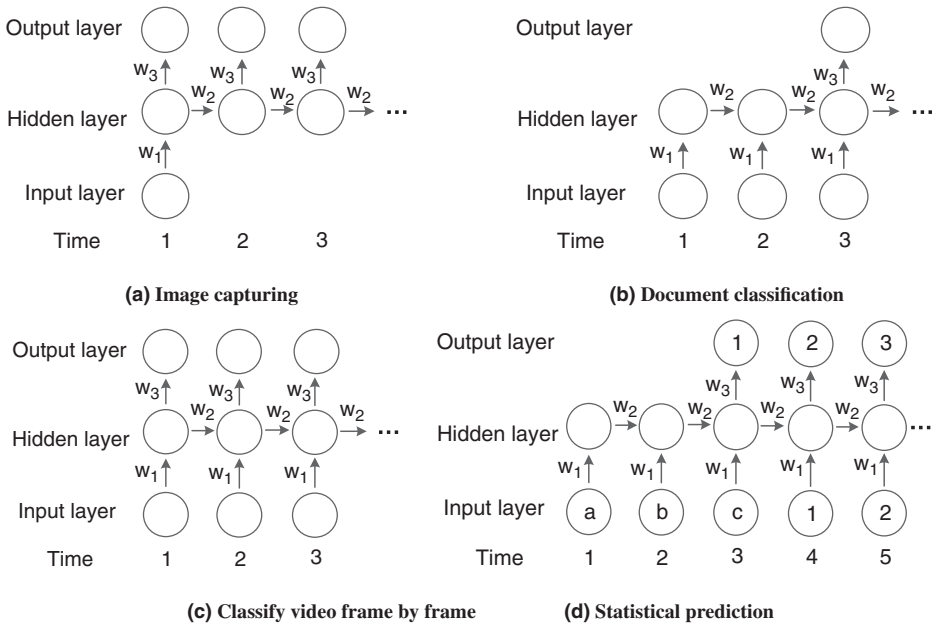 Output layer
w3 w3 w3
w2 w2 w2
Hidden layer ...
w1
Input layer
Time 1 2 3
(a) Image capturing
Output layer
w3
w2 w2 w2
Hidden layer ...
w1 w1 w1
Input layer
Time 1 2 3
(b) Document classification
Output layer
w3 w3 w3
w2 w2 w2
Hidden layer ...
w1 w1 w1
Input layer
Time 1 2 3
(c) Classify video frame by frame
Output layer 1 2 3
w3 w3 w3
w2 w2 w2 w2
Hidden layer ...
w1 w1 w1 w1 w1
Input layer a b c 1 2
Time 1 2 3 4 5
(d) Statistical prediction